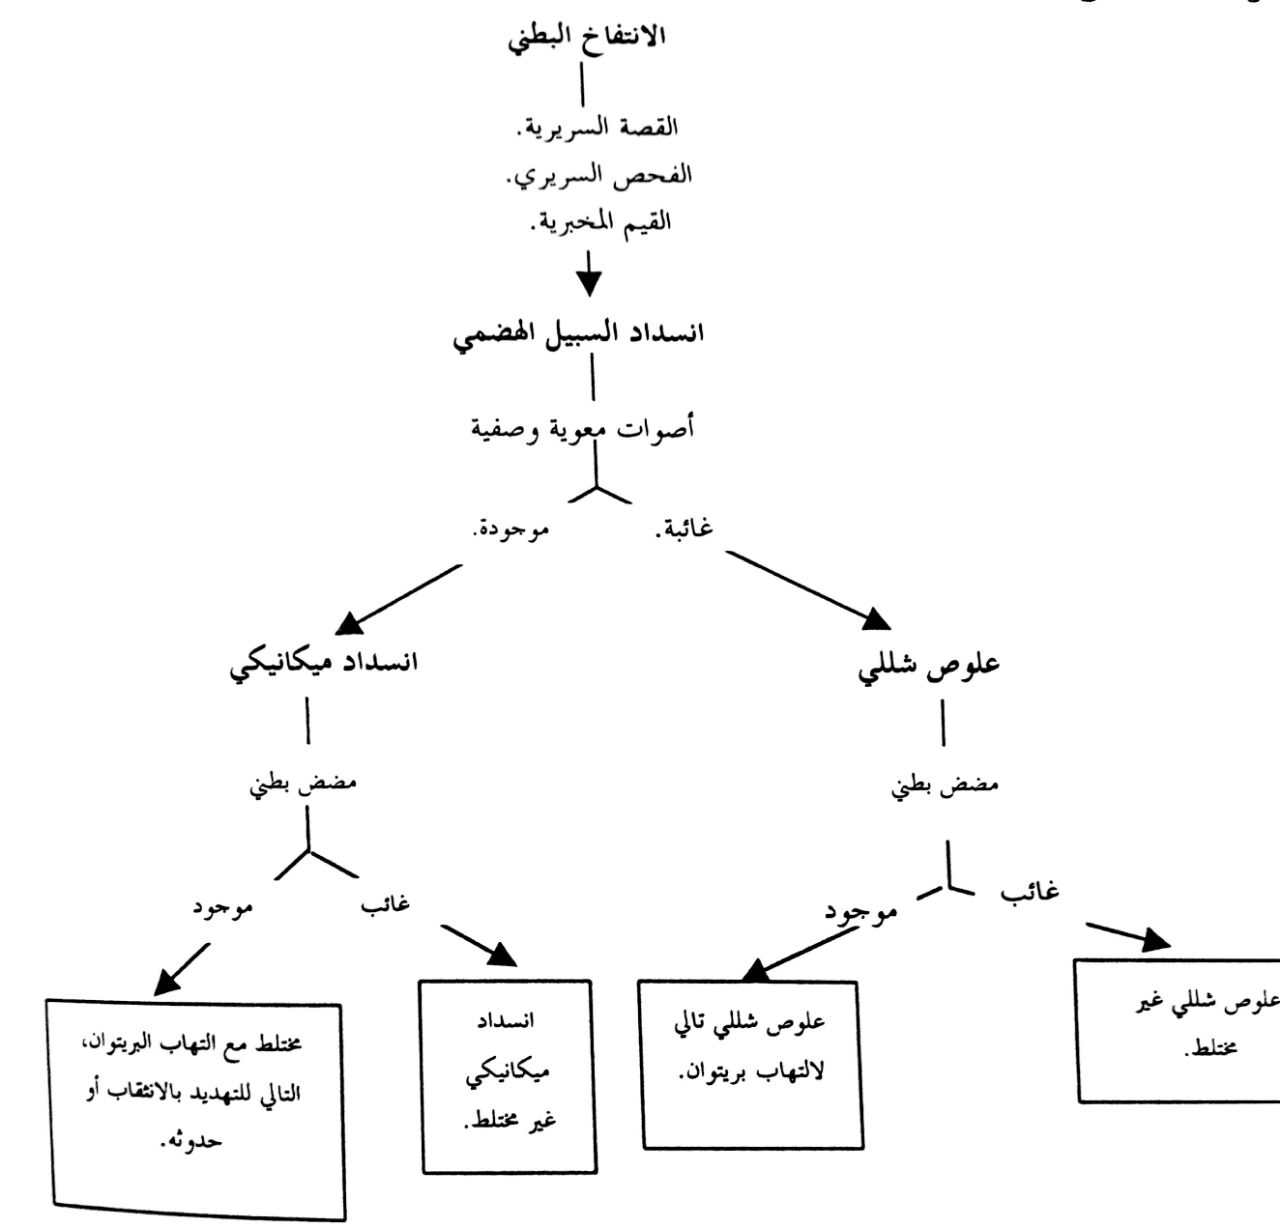 الانتفاخ البطني
القصة السريرية.
الفحص السريري.
القيم المخبرية.
انسداد السبيل الهضمي
أصوات معوية وصفية
غائبة.
موجودة.
علوص شللي
انسداد ميكانيكي
مضض بطني
مضض بطني
غائب
موجود
غائب
موجود
علوص شللي غير
مختلط.
علوص شللي تالي
لالتهاب بريتوان.
انسداد
ميكانيكي
غير مختلط.
مختلط مع التهاب البريتوان،
التالي للتهديد بالانثقاب أو
حدوثه.